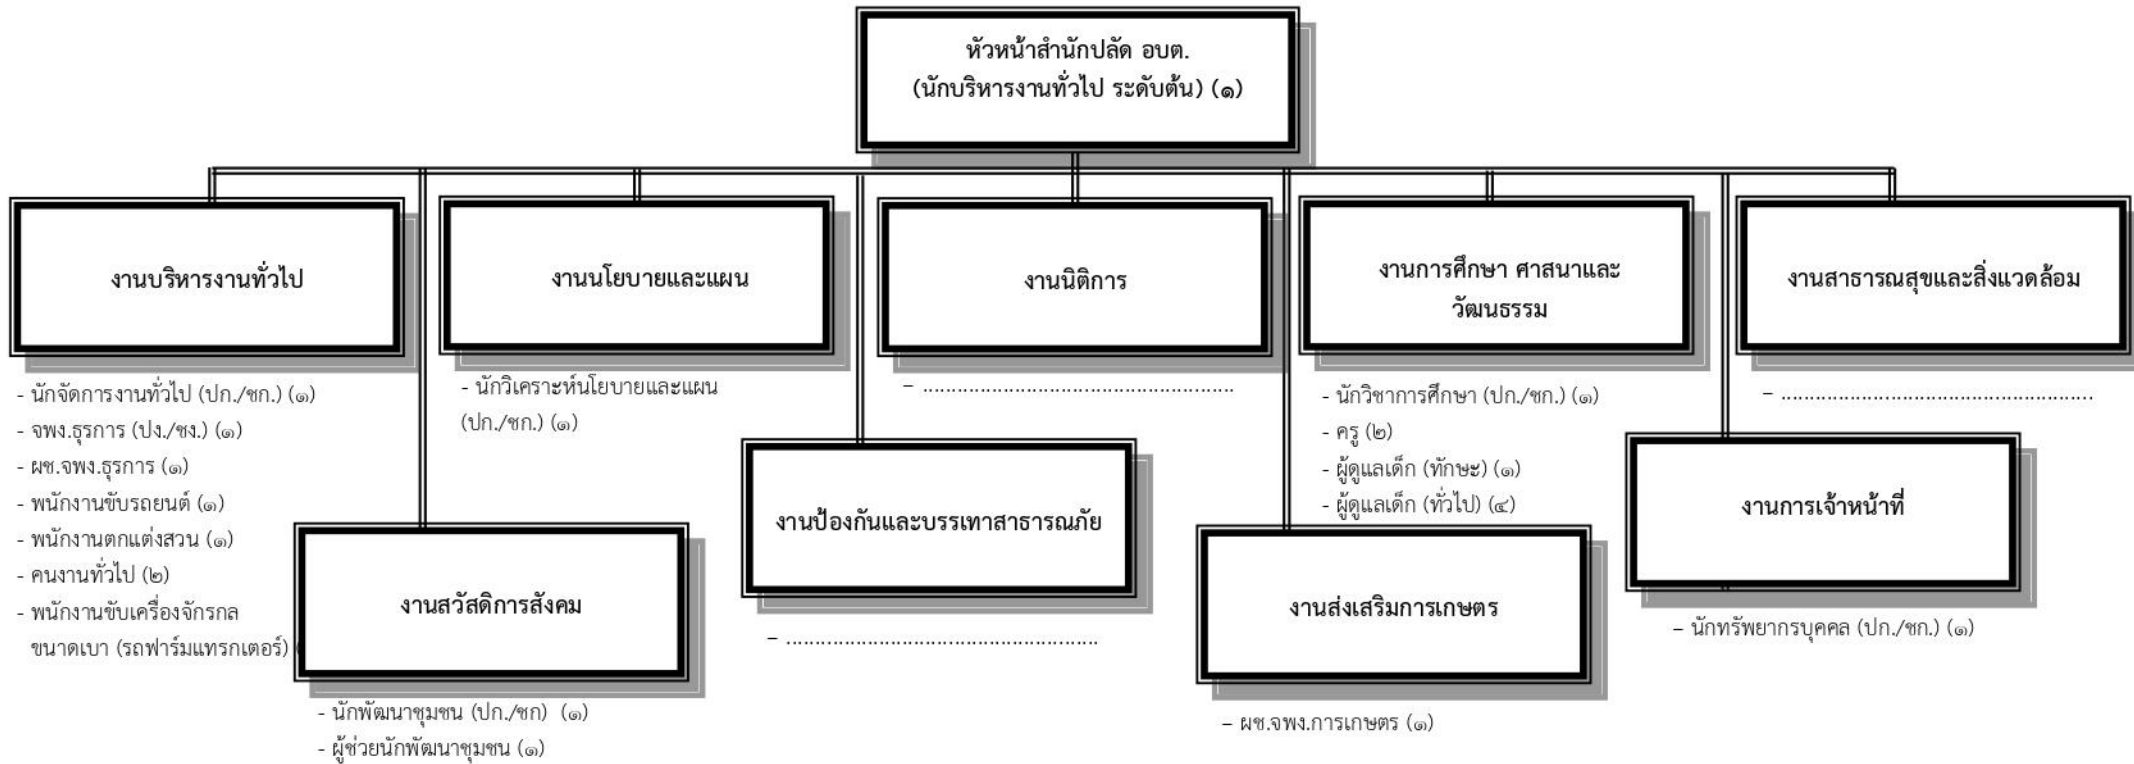 หัวหน้าสำนักปลัด อบต.
(นักบริหารงานทั่วไป ระดับต้น) (๑)
งานบริหารงานทั่วไป
- นักจัดการงานทั่วไป (ปก./ชก.) (๑)
- จพง.ธุรการ (ปง./ชง.) (๑)
- ผช.จพง.ธุรการ (๑)
- พนักงานขับรถยนต์ (๑)
- พนักงานตกแต่งสวน (๑)
- คนงานทั่วไป (๒)
- พนักงานขับเครื่องจักรกล
ขนาดเบา (รถฟาร์มแทรกเตอร์) (
งานนโยบายและแผน
- นักวิเคราะห์นโยบายและแผน
(ปก./ชก.) (๑)
งานนิติการ
– ......................................................
งานการศึกษา ศาสนาและ
วัฒนธรรม
- นักวิชาการศึกษา (ปก./ชก.) (๑)
- ครู (๒)
- ผู้ดูแลเด็ก (ทักษะ) (๑)
- ผู้ดูแลเด็ก (ทั่วไป) (๔)
งานสาธารณสุขและสิ่งแวดล้อม
– ......................................................
งานสวัสดิการสังคม
- นักพัฒนาชุมชน (ปก./ชก) (๑)
- ผู้ช่วยนักพัฒนาชุมชน (๑)
งานป้องกันและบรรเทาสาธารณภัย
– ......................................................
งานส่งเสริมการเกษตร
– ผช.จพง.การเกษตร (๑)
งานการเจ้าหน้าที่
– นักทรัพยากรบุคคล (ปก./ชก.) (๑)